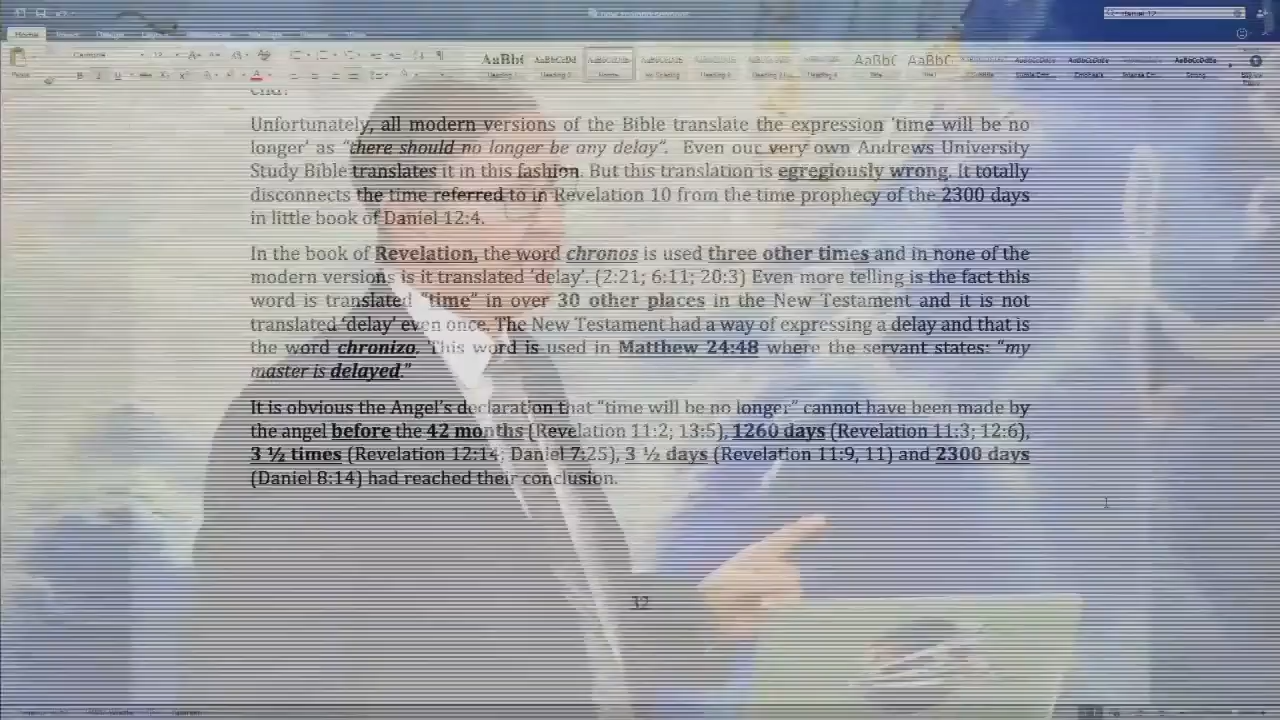 Home
Unfortunately, all modern versions of the Bible translate the expression 'time will be no
longer' as "there should no longer be any delay". Even our very own Andrews University
Study Bible translates it in this fashion. But this translation is egregiously wrong. It totally
disconnects the time referred to in Revelation 10 from the time prophecy of the 2300 days
in little book of Daniel 12:4.
In the book of Revelation, the word chronos is used three other times and in none of the
modern versions is it translated 'delay'. (2:21; 6:11; 20:3) Even more telling is the fact this
word is translated "time" in over 30 other places in the New Testament and it is not
translated 'delay' even once. The New Testament had a way of expressing a delay and that is
the word chronizo. This word is used in Matthew 24:48 where the servant states: "my
master is delayed."
It is obvious the Angel's declaration that "time will be no longer" cannot have been made by
the angel before the 42 months (Revelation 11:2; 13:5), 1260 days (Revelation 11:3; 12:6),
3 ½ times (Revelation 12:14; Daniel 7:25), 3 ½ days (Revelation 11:9, 11) and 2300 days
(Daniel 8:14) had reached their conclusion.
32